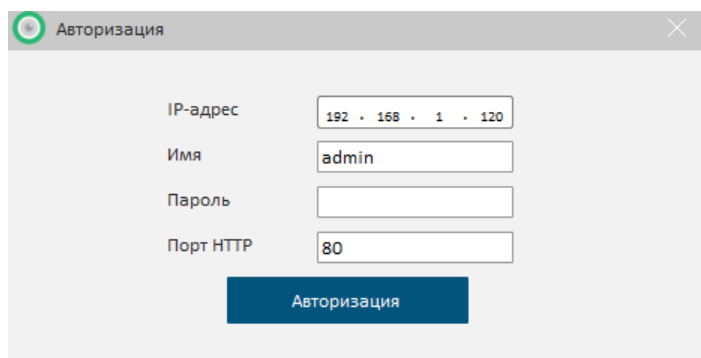 Авторизация
IP-адрес 192 . 168 . 1 . 120
Имя admin
Пароль
Порт HTTP 80
Авторизация